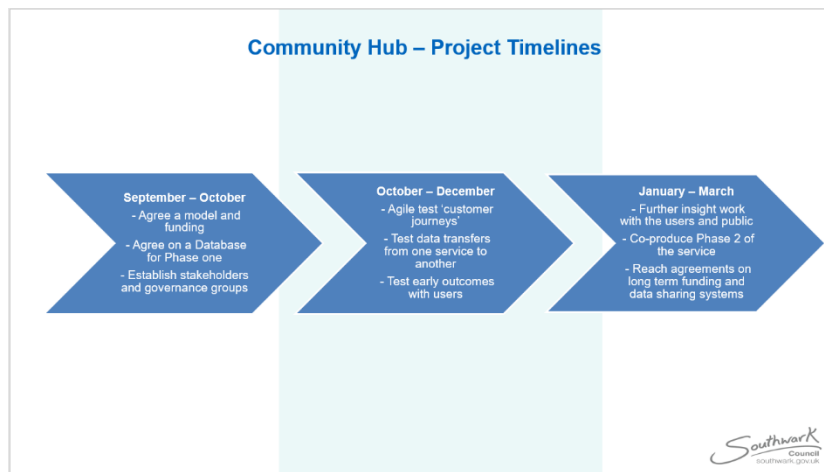 Community Hub – Project Timelines
September – October
- Agree a model and
funding
- Agree on a Database for
Phase one
- Establish stakeholders
and governance groups
October – December
- Agile test ‘customer
journeys’
- Test data transfers
from one service to
another
- Test early outcomes
with users
January – March
- Further insight work
with the users and public
- Co-produce Phase 2 of
the service
- Reach agreements on
long term funding and
data sharing systems
Southwark
Council
southwark.gov.uk